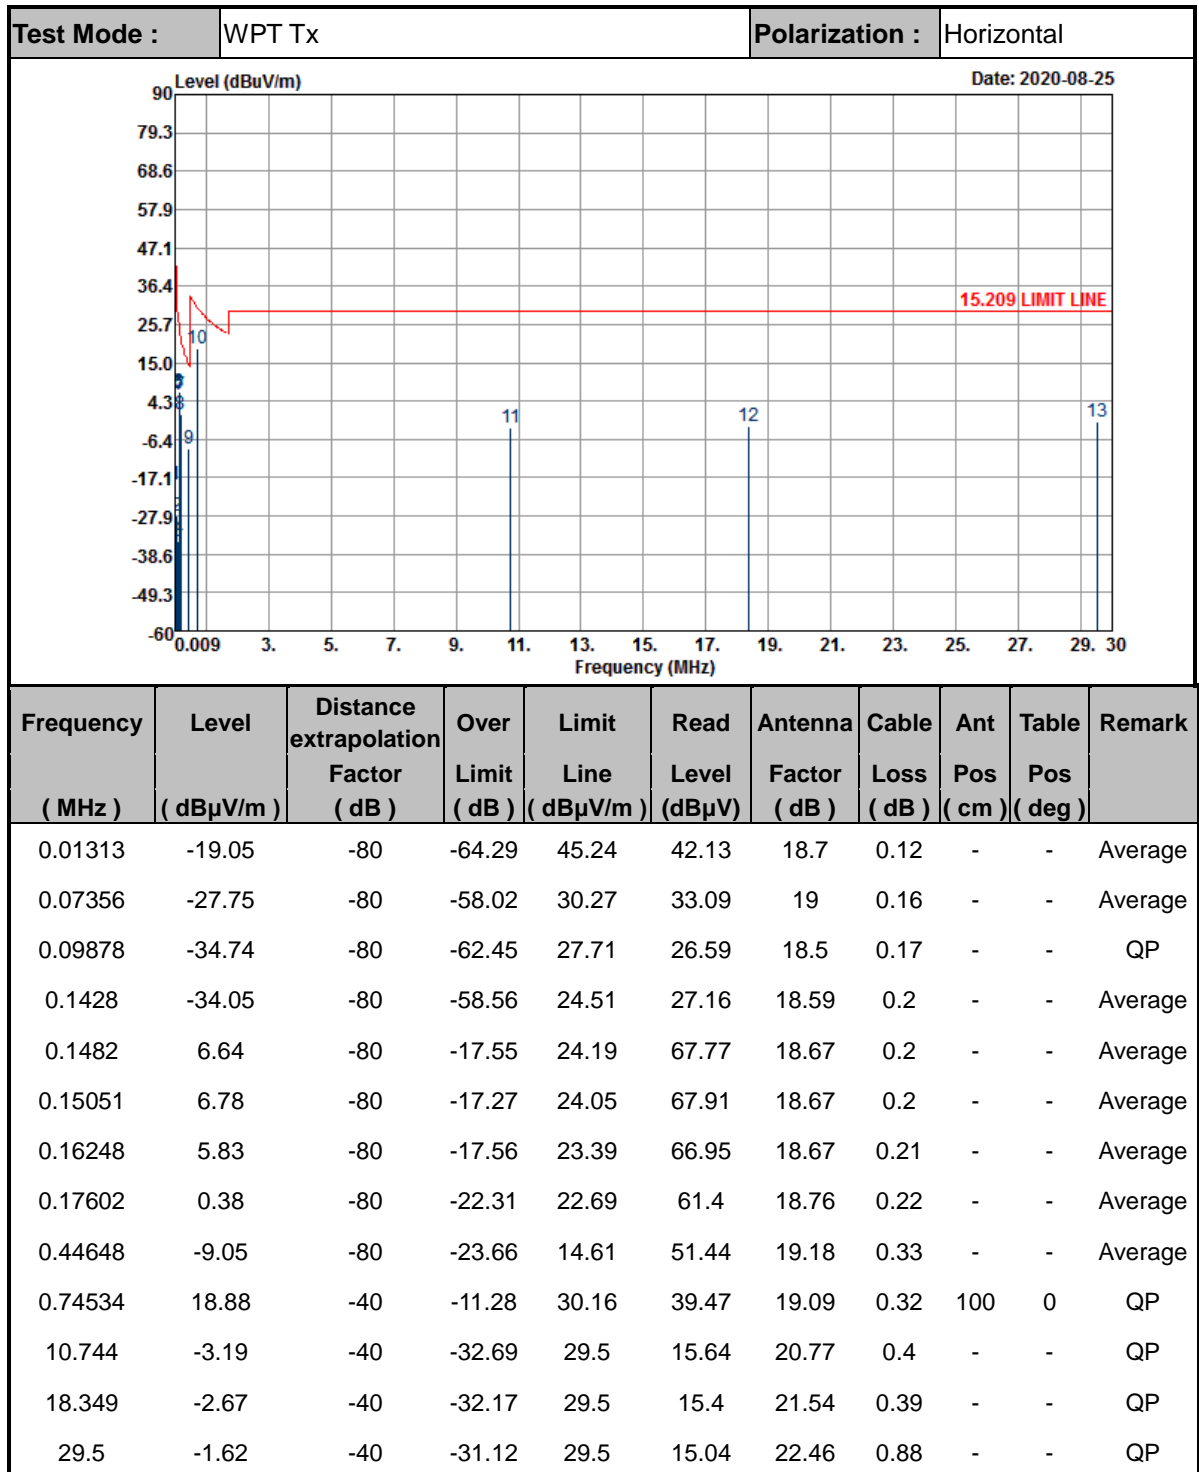 Test Mode : WPT Tx Polarization : Horizontal
Level (dBuV/m) Date: 2020-08-25
90
79.3
68.6
57.9
47.1
36.4
15.209 LIMIT LINE
25.7
10
15.0
4.3
8
11 12 13
-6.4
9
-17.1
-27.9
-38.6
-49.3
-60
0.009 3. 5. 7. 9. 11. 13. 15. 17. 19. 21. 23. 25. 27. 29. 30
Frequency (MHz)
Frequency Level Distance extrapolation Over Limit Read Antenna Cable Ant Table Remark
Factor Limit Line Level Factor Loss Pos Pos
( MHz ) ( dBμV/m ) ( dB ) ( dB ) ( dBμV/m ) (dBμV) ( dB ) ( dB ) ( cm ) ( deg )
0.01313 -19.05 -80 -64.29 45.24 42.13 18.7 0.12 - - Average
0.07356 -27.75 -80 -58.02 30.27 33.09 19 0.16 - - Average
0.09878 -34.74 -80 -62.45 27.71 26.59 18.5 0.17 - - QP
0.1428 -34.05 -80 -58.56 24.51 27.16 18.59 0.2 - - Average
0.1482 6.64 -80 -17.55 24.19 67.77 18.67 0.2 - - Average
0.15051 6.78 -80 -17.27 24.05 67.91 18.67 0.2 - - Average
0.16248 5.83 -80 -17.56 23.39 66.95 18.67 0.21 - - Average
0.17602 0.38 -80 -22.31 22.69 61.4 18.76 0.22 - - Average
0.44648 -9.05 -80 -23.66 14.61 51.44 19.18 0.33 - - Average
0.74534 18.88 -40 -11.28 30.16 39.47 19.09 0.32 100 0 QP
10.744 -3.19 -40 -32.69 29.5 15.64 20.77 0.4 - - QP
18.349 -2.67 -40 -32.17 29.5 15.4 21.54 0.39 - - QP
29.5 -1.62 -40 -31.12 29.5 15.04 22.46 0.88 - - QP